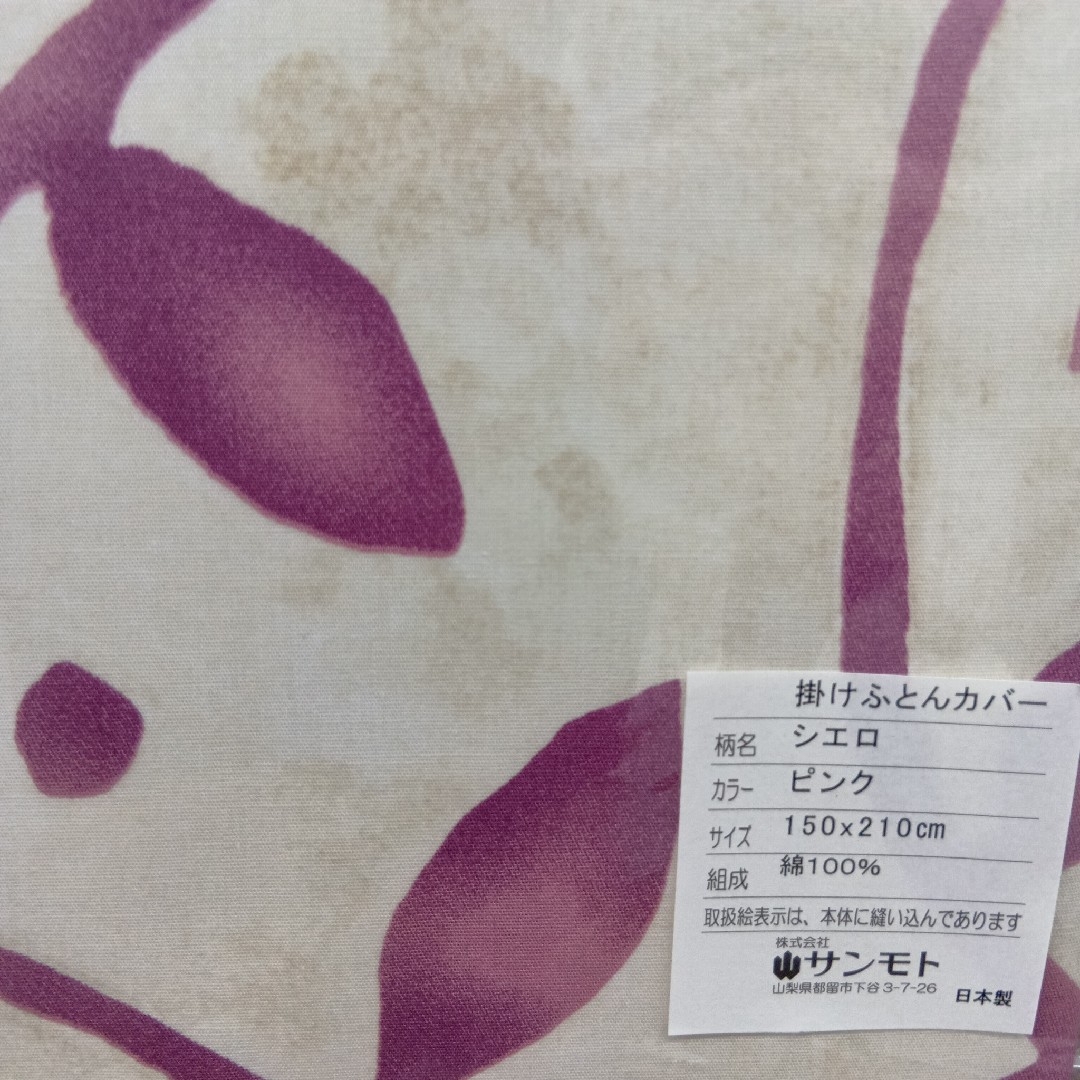 掛けふとんカバー
柄名 シエロ
カラー ピンク
サイズ 150x210cm
組成 綿100%
取扱絵表示は、本体に縫い込んであります
株式会社
サンモト
山梨県都留市下谷3-7-26
日本製